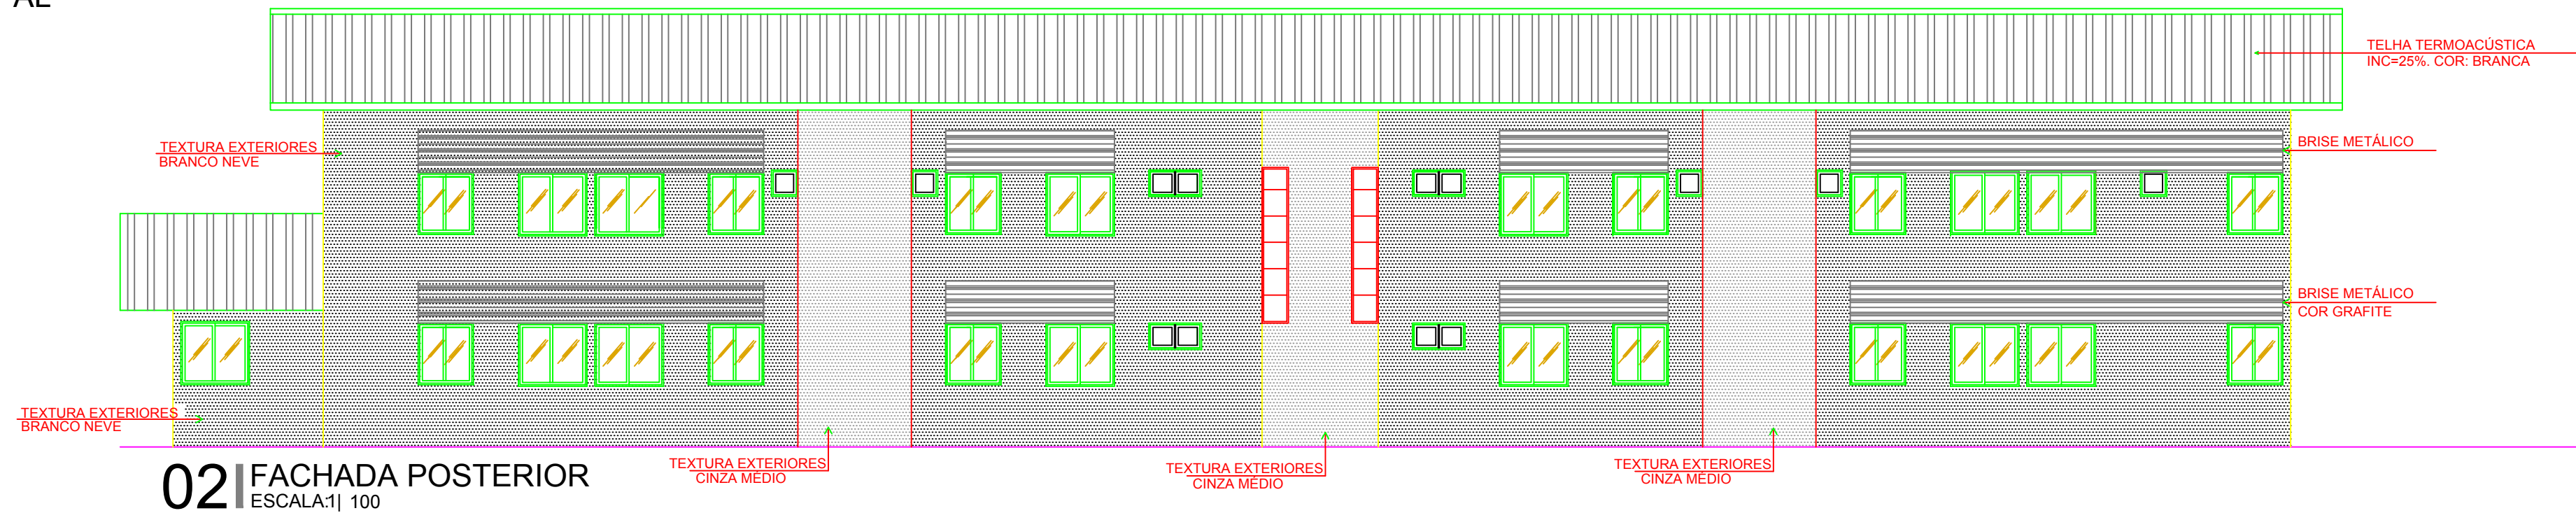 TELHA TERMOACÚSTICA
INC=25%. COR: BRANCA
TEXTURA EXTERIORES
BRANCO NEVE
BRISE METÁLICO
BRISE METÁLICO
COR GRAFITE
TEXTURA EXTERIORES
BRANCO NEVE
TEXTURA EXTERIORES
CINZA MÉDIO
TEXTURA EXTERIORES
CINZA MÉDIO
TEXTURA EXTERIORES
CINZA MÉDIO
02 FACHADA POSTERIOR
ESCALA:1| 100